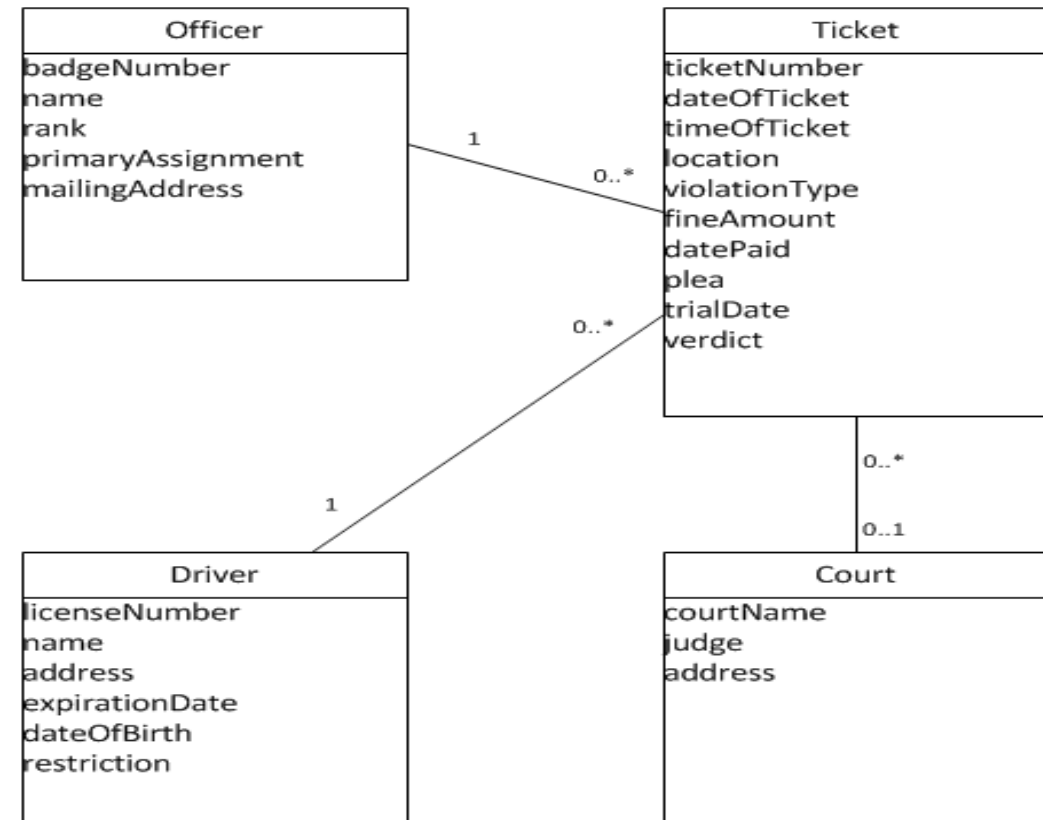 Officer
badgeNumber
name
rank
primaryAssignment
mailingAddress
1
0..*
Ticket
ticketNumber
dateOfTicket
timeOfTicket
location
violationType
fineAmount
datePaid
plea
trialDate
verdict
0..*
1
0..*
0..1
Driver
licenseNumber
name
address
expirationDate
dateOfBirth
restriction
Court
courtName
judge
address